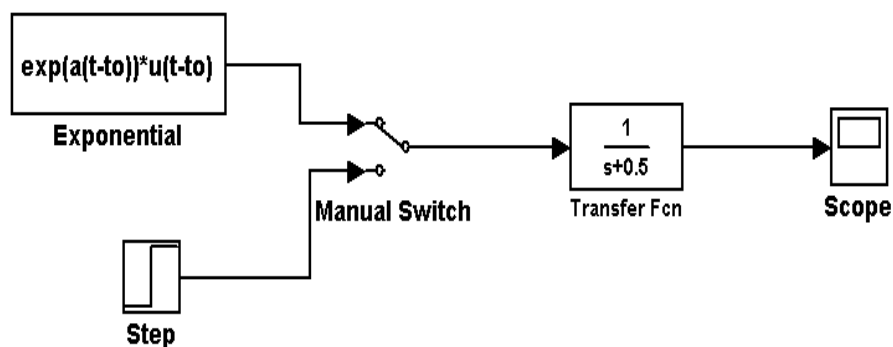 exp(a(t-to))*u(t-to)
Exponential
Manual Switch
1
s+0.5
Transfer Fcn
Scope
Step